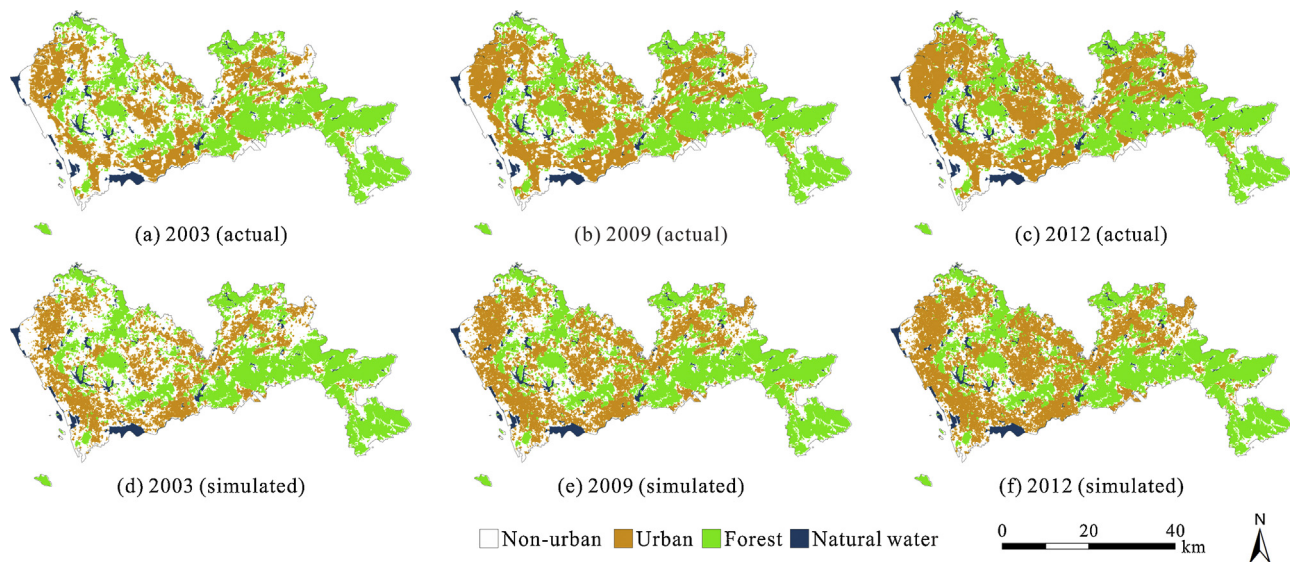 (a) 2003 (actual)
(b) 2009 (actual)
(c) 2012 (actual)
(d) 2003 (simulated)
(e) 2009 (simulated)
(f) 2012 (simulated)
Non-urban Urban Forest Natural water
0 20 40
km
N